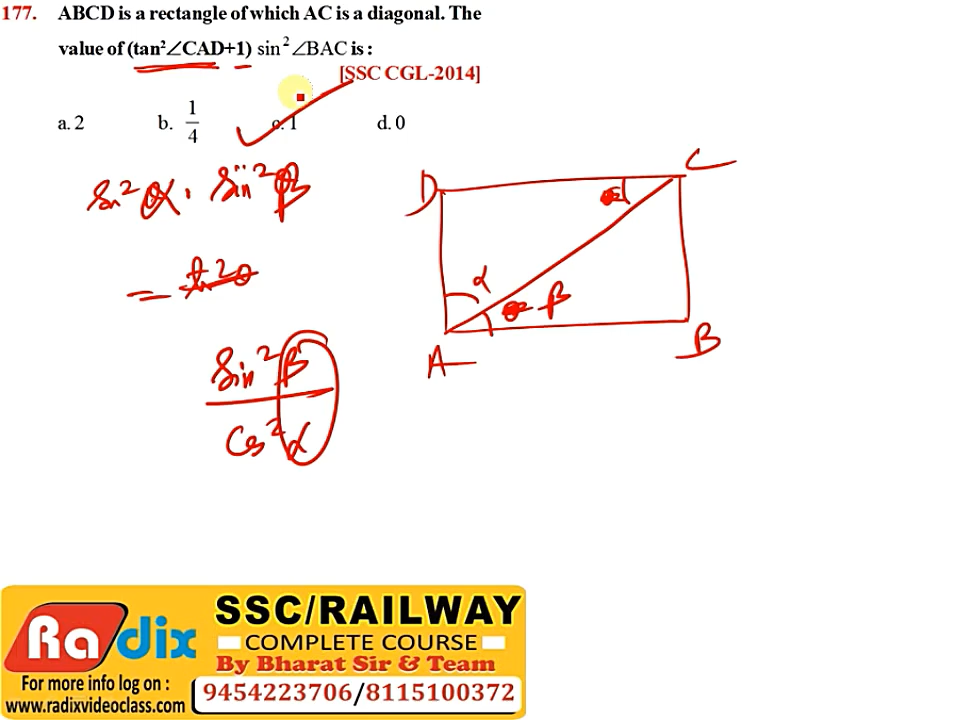 177. ABCD is a rectangle of which AC is a diagonal. The
value of (tan²∠CAD+1) sin²∠BAC is :
[SSC CGL-2014]
a. 2 b. 1/4 c. 1 d. 0
D C
α
β
A B
sin²β
cos²α
Radix
For more info log on :
www.radixvideoclass.com
SSC/RAILWAY
COMPLETE COURSE
By Bharat Sir & Team
9454223706/8115100372